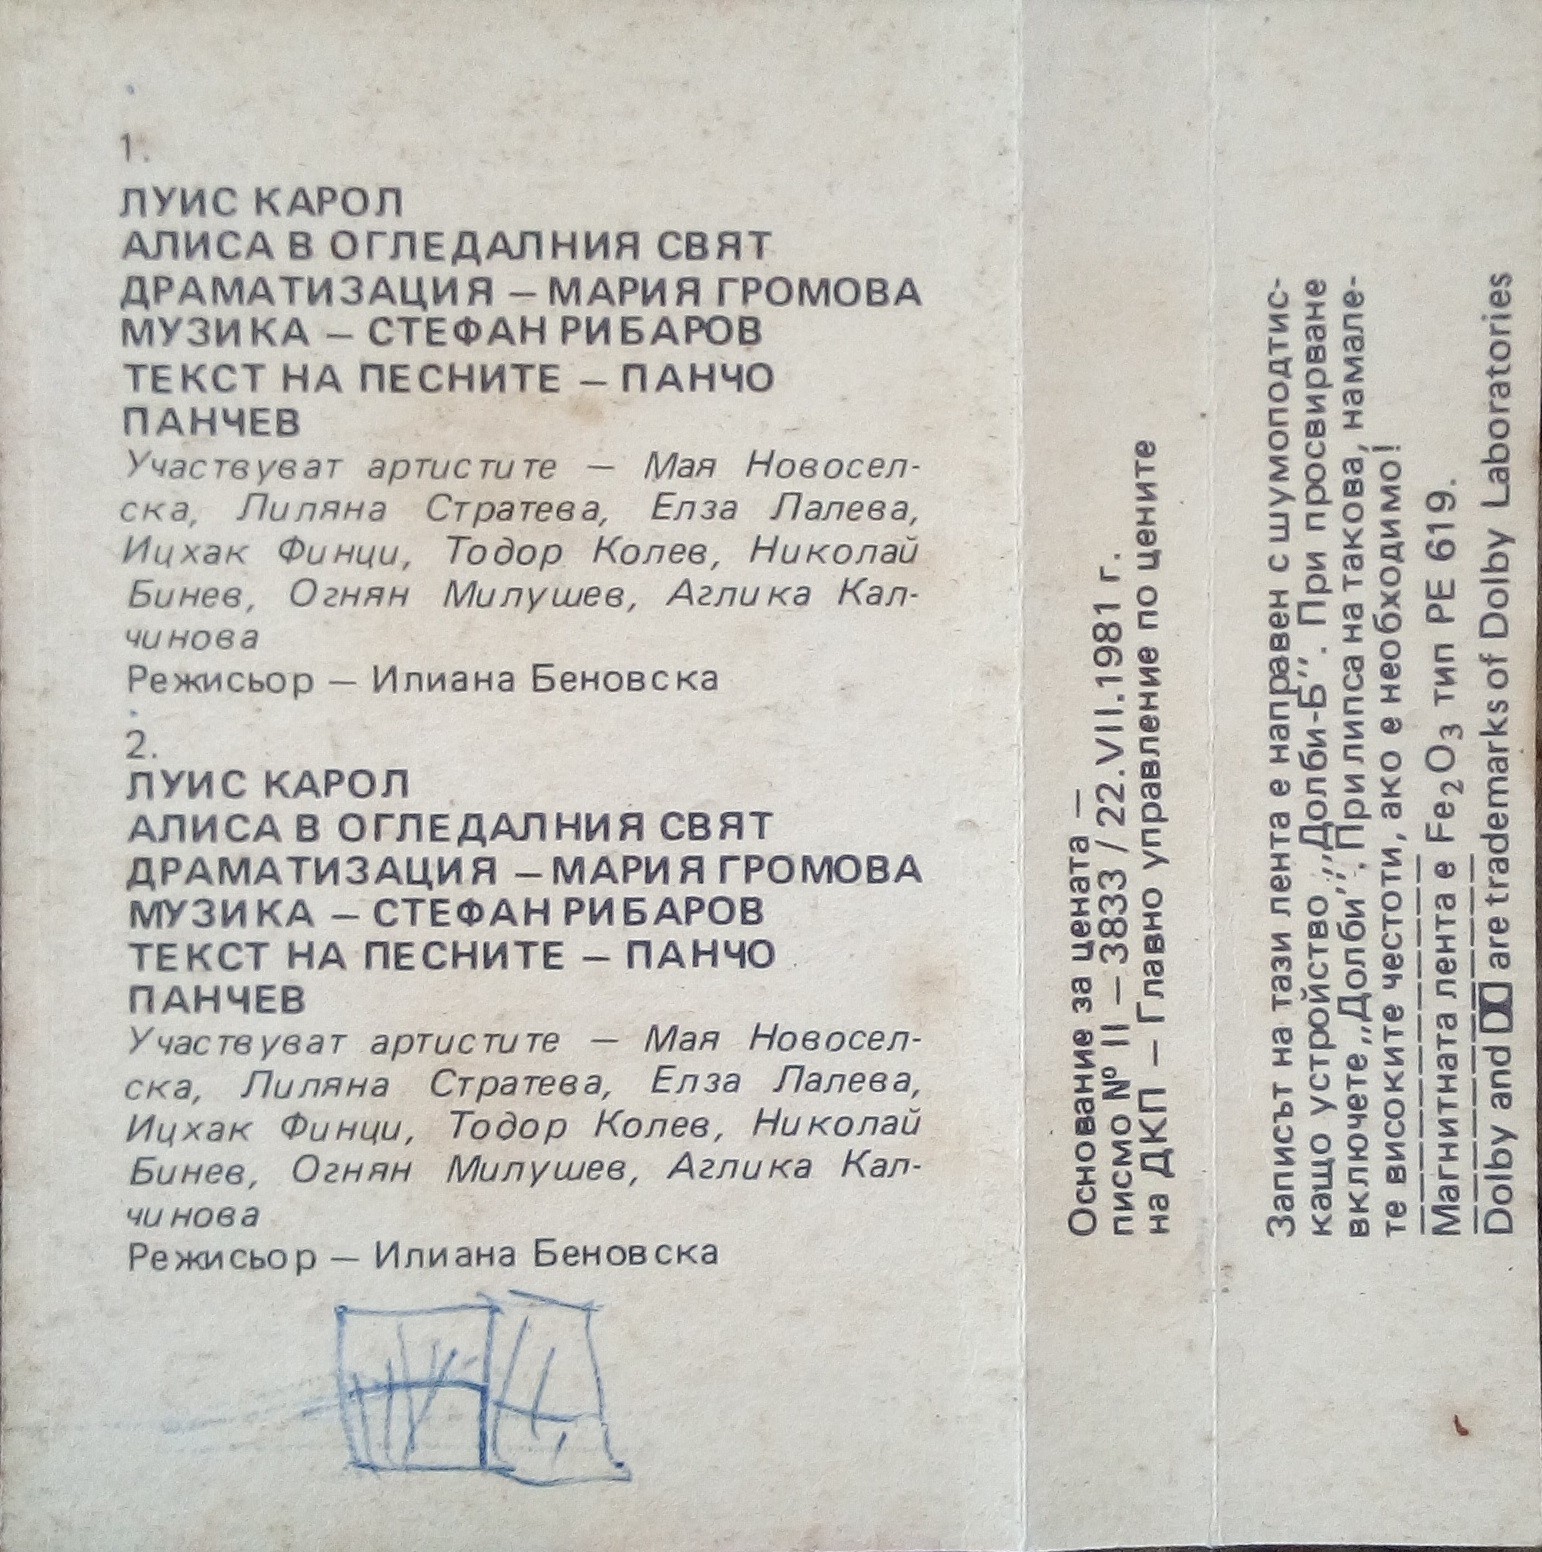 1.
ЛУИС КАРОЛ
АЛИСА В ОГЛЕДАЛНИЯ СВЯТ
ДРАМАТИЗАЦИЯ – МАРИЯ ГРОМОВА
МУЗИКА – СТЕФАН РИБАРОВ
ТЕКСТ НА ПЕСНИТЕ – ПАНЧО
ПАНЧЕВ
Участвуват артистите – Мая Новосел-
ска, Лиляна Стратева, Елза Лалева,
Ицхак Финци, Тодор Колев, Николай
Бинев, Огнян Милушев, Аглика Кал-
чинова
Режисьор – Илиана Беновска
2.
ЛУИС КАРОЛ
АЛИСА В ОГЛЕДАЛНИЯ СВЯТ
ДРАМАТИЗАЦИЯ – МАРИЯ ГРОМОВА
МУЗИКА – СТЕФАН РИБАРОВ
ТЕКСТ НА ПЕСНИТЕ – ПАНЧО
ПАНЧЕВ
Участвуват артистите – Мая Новосел-
ска, Лиляна Стратева, Елза Лалева,
Ицхак Финци, Тодор Колев, Николай
Бинев, Огнян Милушев, Аглика Кал-
чинова
Режисьор – Илиана Беновска
Основание за цената –
писмо № II – 3833 / 22.VII.1981 г.
на ДКП – Главно управление по цените
Записът на тази лента е направен с шумоподтис-
кащо устройство „Долби-Б". При просвирване
включете „Долби". При липса на такова, намале-
те високите честоти, ако е необходимо!
Магнитната лента е Fe2O3 тип PE 619.
Dolby and are trademarks of Dolby Laboratories